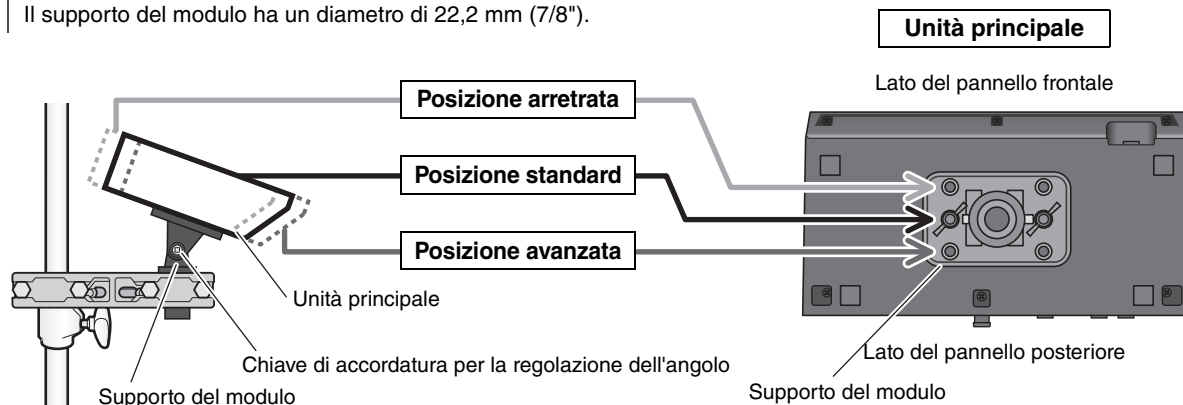 Il supporto del modulo ha un diametro di 22,2 mm (7/8").
Unità principale
Lato del pannello frontale
Posizione arretrata
Posizione standard
Posizione avanzata
Unità principale
Chiave di accordatura per la regolazione dell'angolo
Supporto del modulo
Lato del pannello posteriore
Supporto del modulo